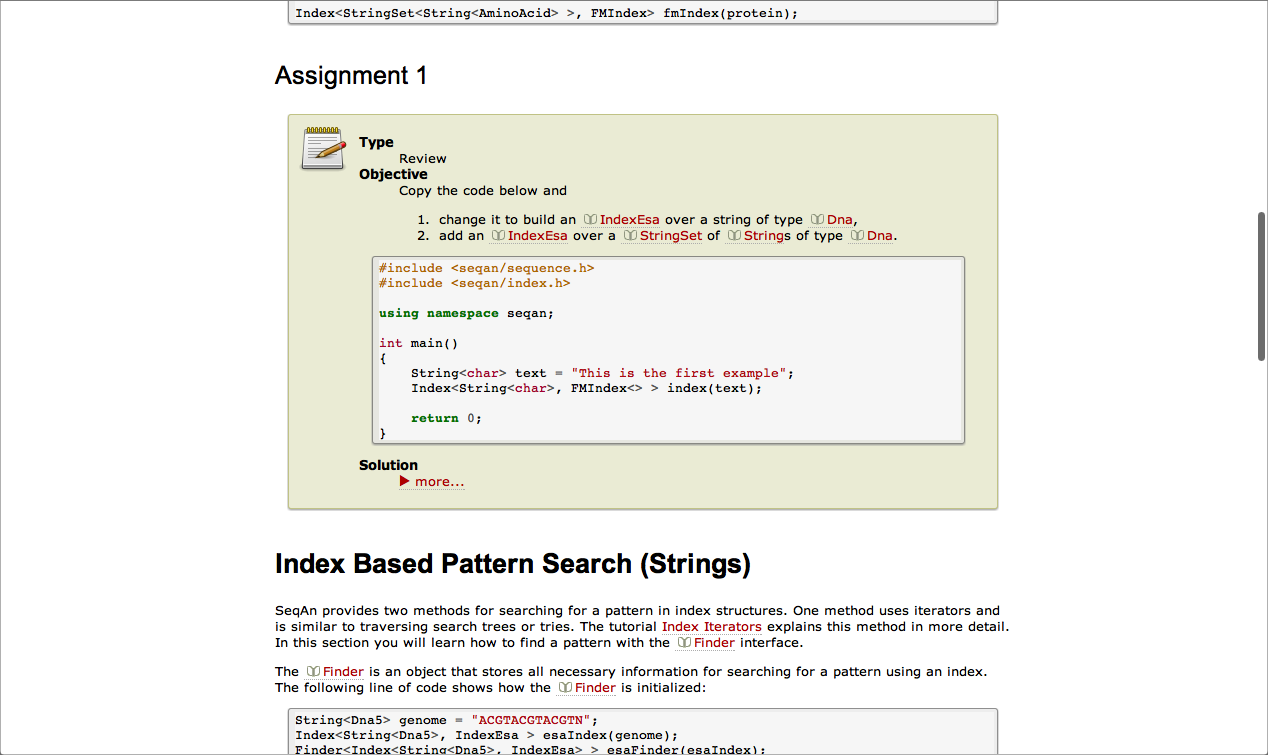 Index<StringSet<String<AminoAcid> >, FMIndex> fmIndex(protein);
Assignment 1
Type
Review
Objective
Copy the code below and
1. change it to build an IndexEsa over a string of type Dna,
2. add an IndexEsa over a StringSet of Strings of type Dna.
#include <seqan/sequence.h>
#include <seqan/index.h>
using namespace seqan;
int main()
{
    String<char> text = "This is the first example";
    Index<String<char>, FMIndex<> > index(text);
    return 0;
}
Solution
more...
Index Based Pattern Search (Strings)
SeqAn provides two methods for searching for a pattern in index structures. One method uses iterators and
is similar to traversing search trees or tries. The tutorial Index Iterators explains this method in more detail.
In this section you will learn how to find a pattern with the Finder interface.
The Finder is an object that stores all necessary information for searching for a pattern using an index.
The following line of code shows how the Finder is initialized:
String<Dna5> genome = "ACGTACGTACGTN";
Index<String<Dna5>, IndexEsa > esaIndex(genome);
Finder<Index<String<Dna5>, IndexEsa> > esaFinder(esaIndex);